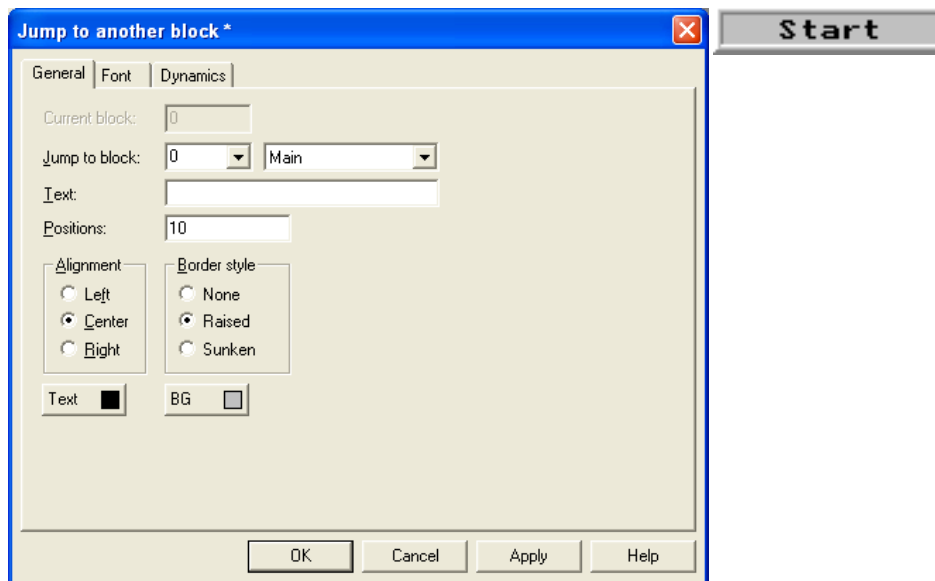 Jump to another block *
Start
General Font Dynamics
Current block: 0
Jump to block: 0 Main
Text:
Positions: 10
Alignment Border style
Left None
Center Raised
Right Sunken
Text BG
OK Cancel Apply Help